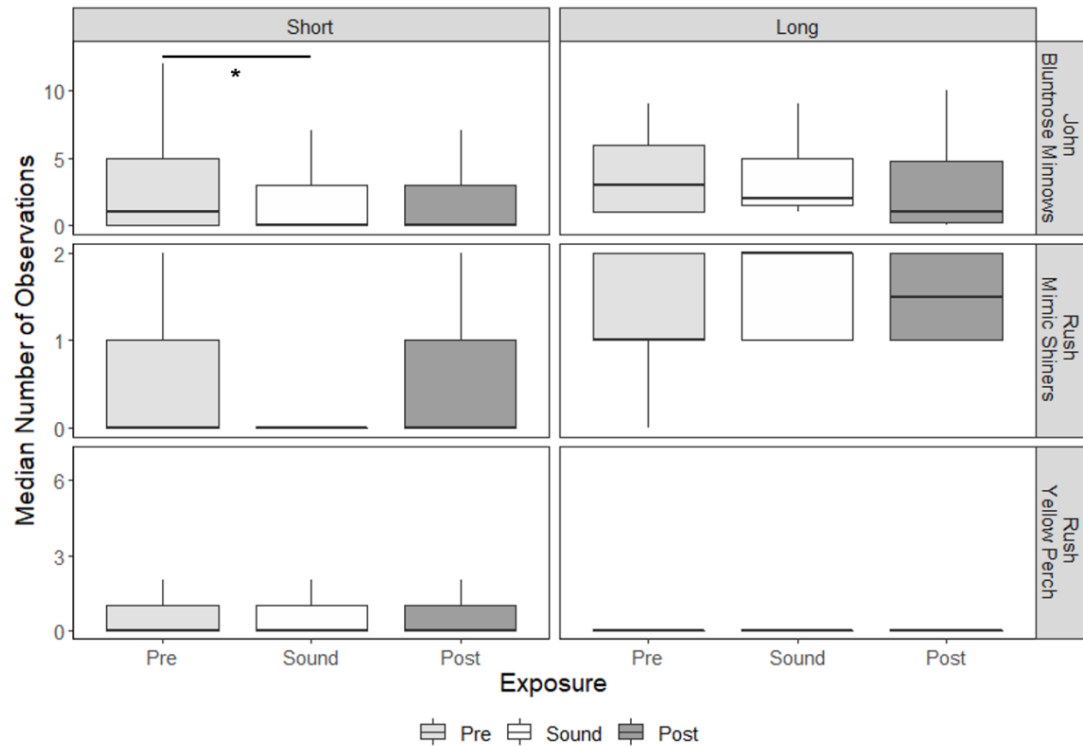 Short
Long
*
10
5
0
John
Bluntnose Minnows
2
1
0
Rush
Mimic Shiners
6
3
0
Rush
Yellow Perch
Median Number of Observations
Pre
Sound
Post
Pre
Sound
Post
Exposure
Pre Sound Post